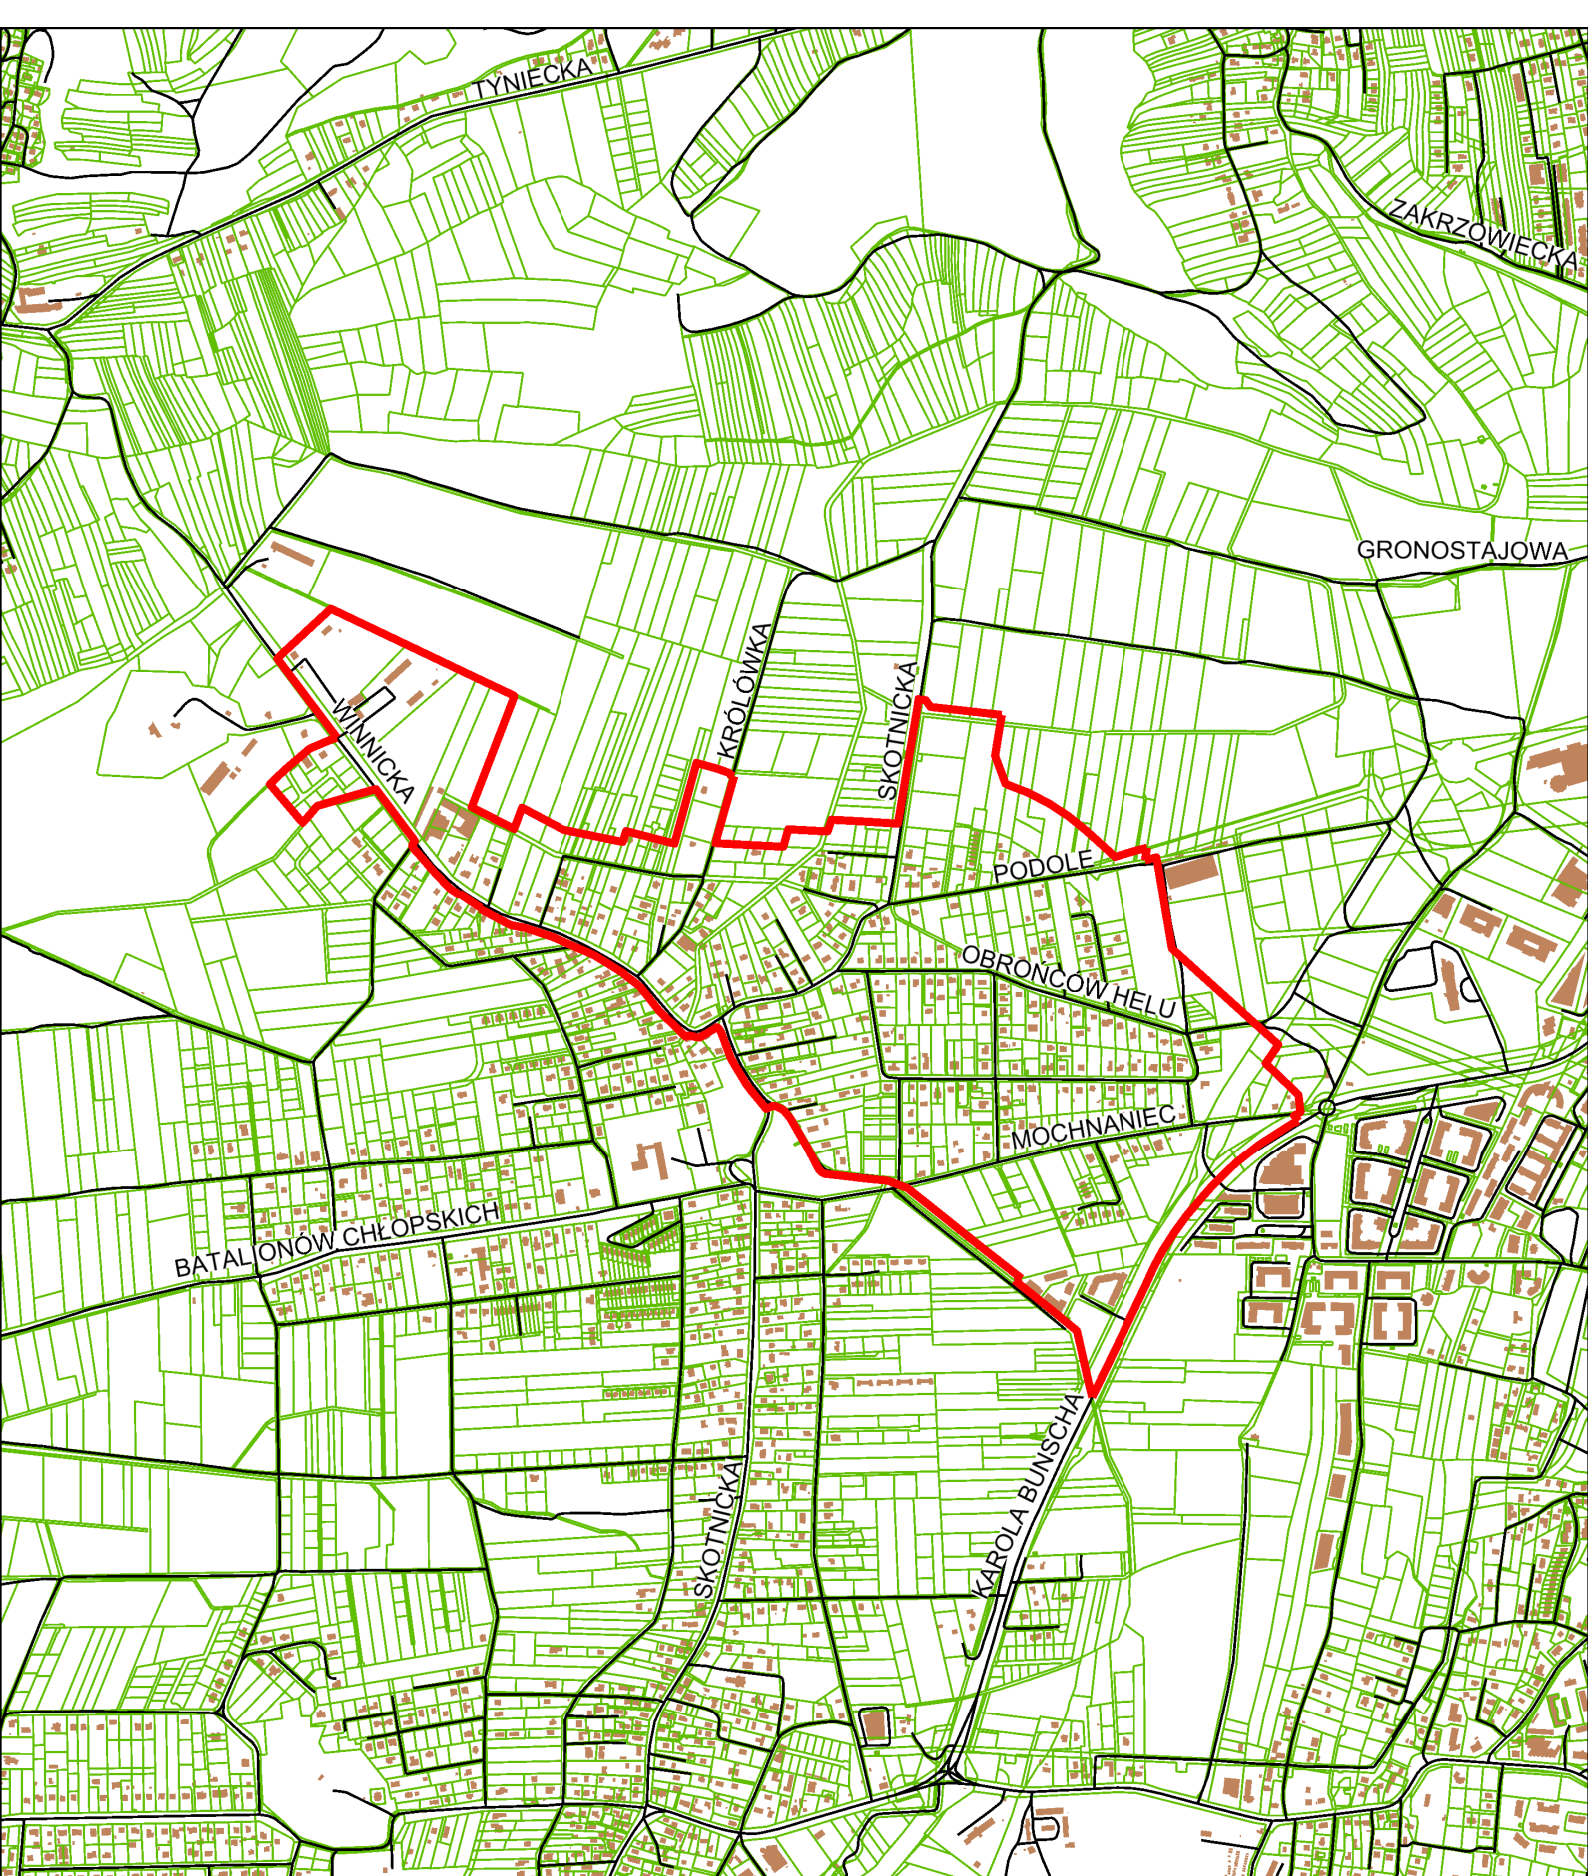 TYNIECKA
ZAKRZOWIECKA
GRONOSTAJOWA
KRÓLÓWKA
SKOTNICKA
WINNICKA
PODOLE
OBROŃCÓW HELU
MOCHNANIEC
BATALIONÓW CHŁOPSKICH
KAROLA BUNSCHA
SKOTNICKA